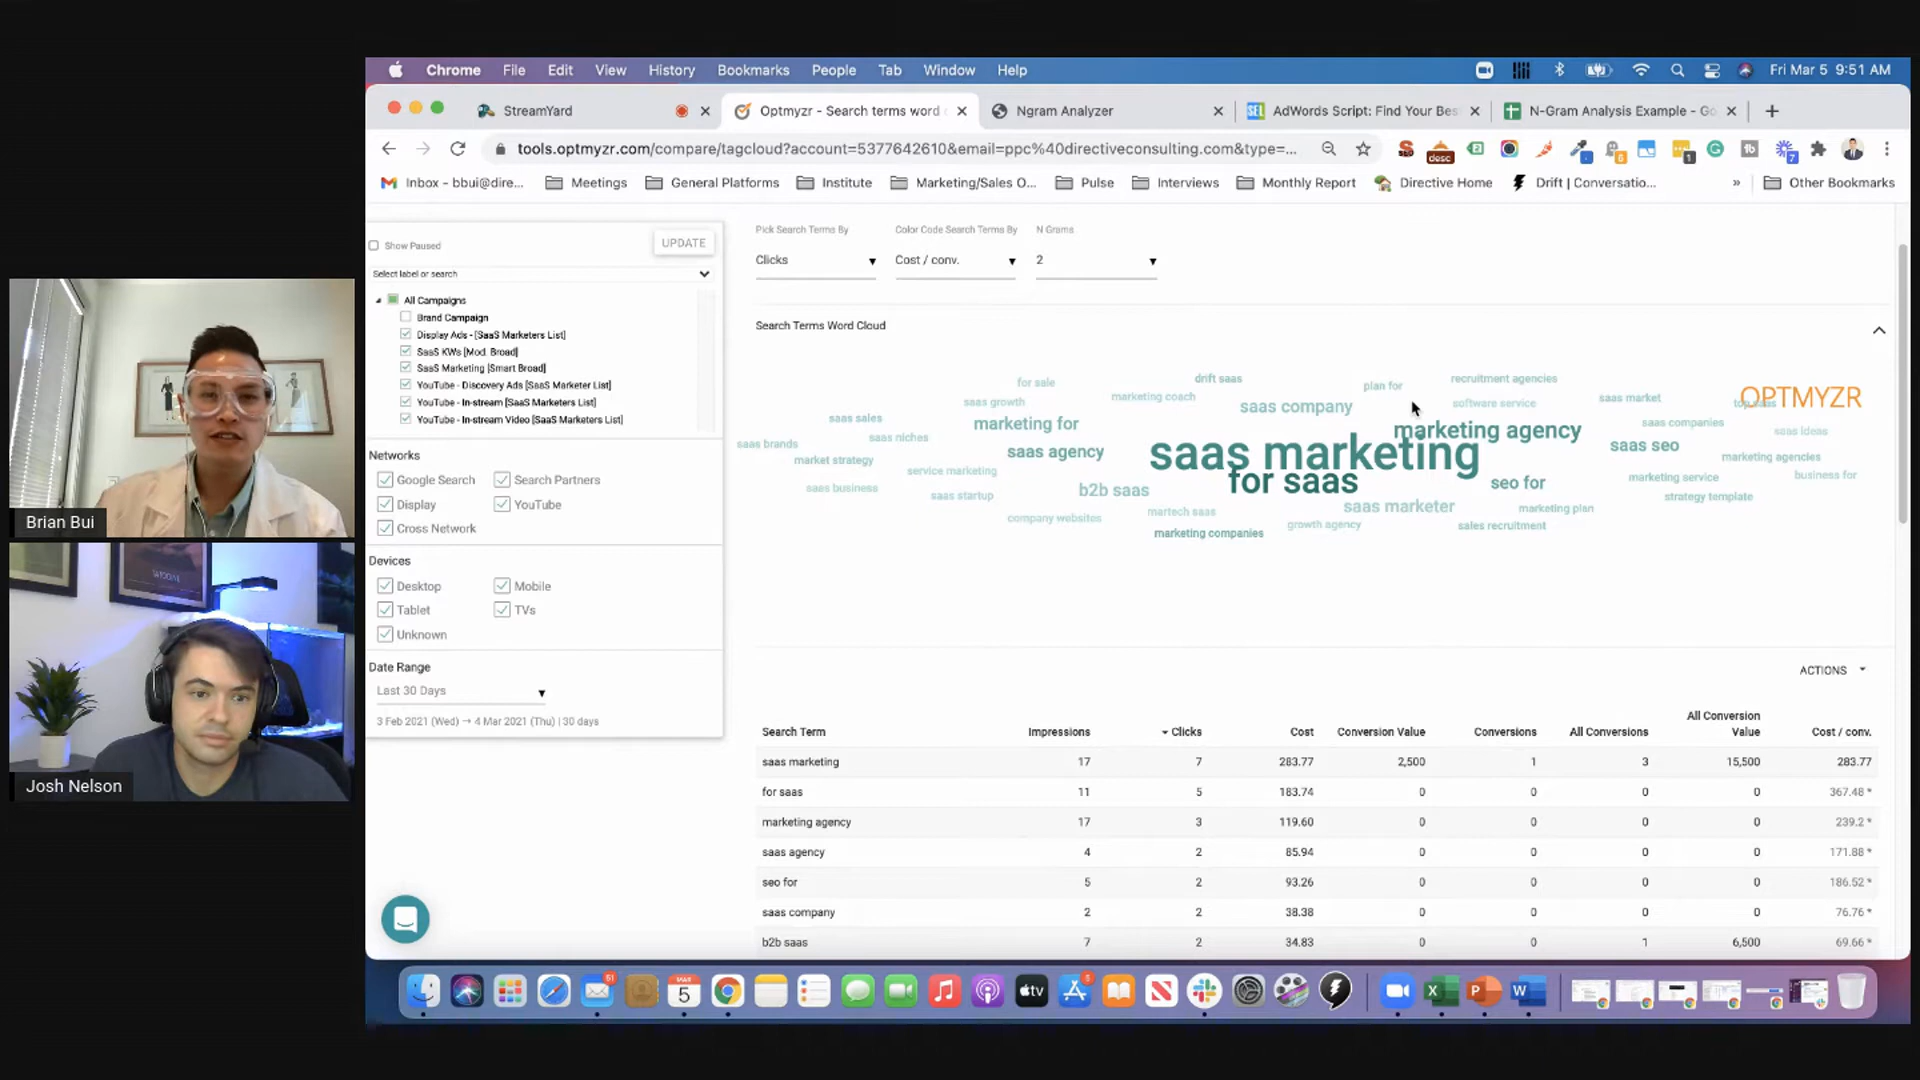 Chrome File Edit View History Bookmarks People Tab Window Help
Fri Mar 5 9:51 AM
StreamYard
Optmyzr - Search terms word
Ngram Analyzer
SEL AdWords Script: Find Your Bes
N-Gram Analysis Example - Go
tools.optmyzr.com/compare/tagcloud?account=5377642610&email=ppc%40directiveconsulting.com&type=...
desc
Inbox - bbui@dire...
Meetings
General Platforms
Institute
Marketing/Sales O...
Pulse
Interviews
Monthly Report
Directive Home
Drift | Conversatio...
»
Other Bookmarks
Show Paused
UPDATE
Select label or search
All Campaigns
Brand Campaign
Display Ads - [SaaS Marketers List]
SaaS KWs [Mod. Broad]
SaaS Marketing [Smart Broad]
YouTube - Discovery Ads [SaaS Marketer List]
YouTube - In-stream [SaaS Marketers List]
YouTube - In-stream Video [SaaS Marketers List]
Networks
Google Search
Search Partners
Display
YouTube
Cross Network
Devices
Desktop
Mobile
Tablet
TVs
Unknown
Date Range
Last 30 Days
3 Feb 2021 (Wed) → 4 Mar 2021 (Thu) | 30 days
Pick Search Terms By
Clicks
Color Code Search Terms By
Cost / conv.
N Grams
2
Search Terms Word Cloud
OPTMYZR
for sale
drift saas
plan for
recruitment agencies
saas growth
marketing coach
saas company
software service
saas market
saas sales
marketing for
marketing agency
saas companies
saas ideas
saas brands
saas niches
saas agency
saas marketing
saas seo
market strategy
service marketing
marketing agencies
saas business
saas startup
b2b saas
for saas
seo for
marketing service
business for
strategy template
company websites
martech saas
saas marketer
marketing plan
marketing companies
growth agency
sales recruitment
ACTIONS
Search Term Impressions Clicks Cost Conversion Value Conversions All Conversions All Conversion Value Cost / conv.
saas marketing 17 7 283.77 2,500 1 3 15,500 283.77
for saas 11 5 183.74 0 0 0 0 367.48 *
marketing agency 17 3 119.60 0 0 0 0 239.2 *
saas agency 4 2 85.94 0 0 0 0 171.88 *
seo for 5 2 93.26 0 0 0 0 186.52 *
saas company 2 2 38.38 0 0 0 0 76.76 *
b2b saas 7 2 34.83 0 0 1 6,500 69.66 *
Brian Bui
Josh Nelson
51
5
tv
5